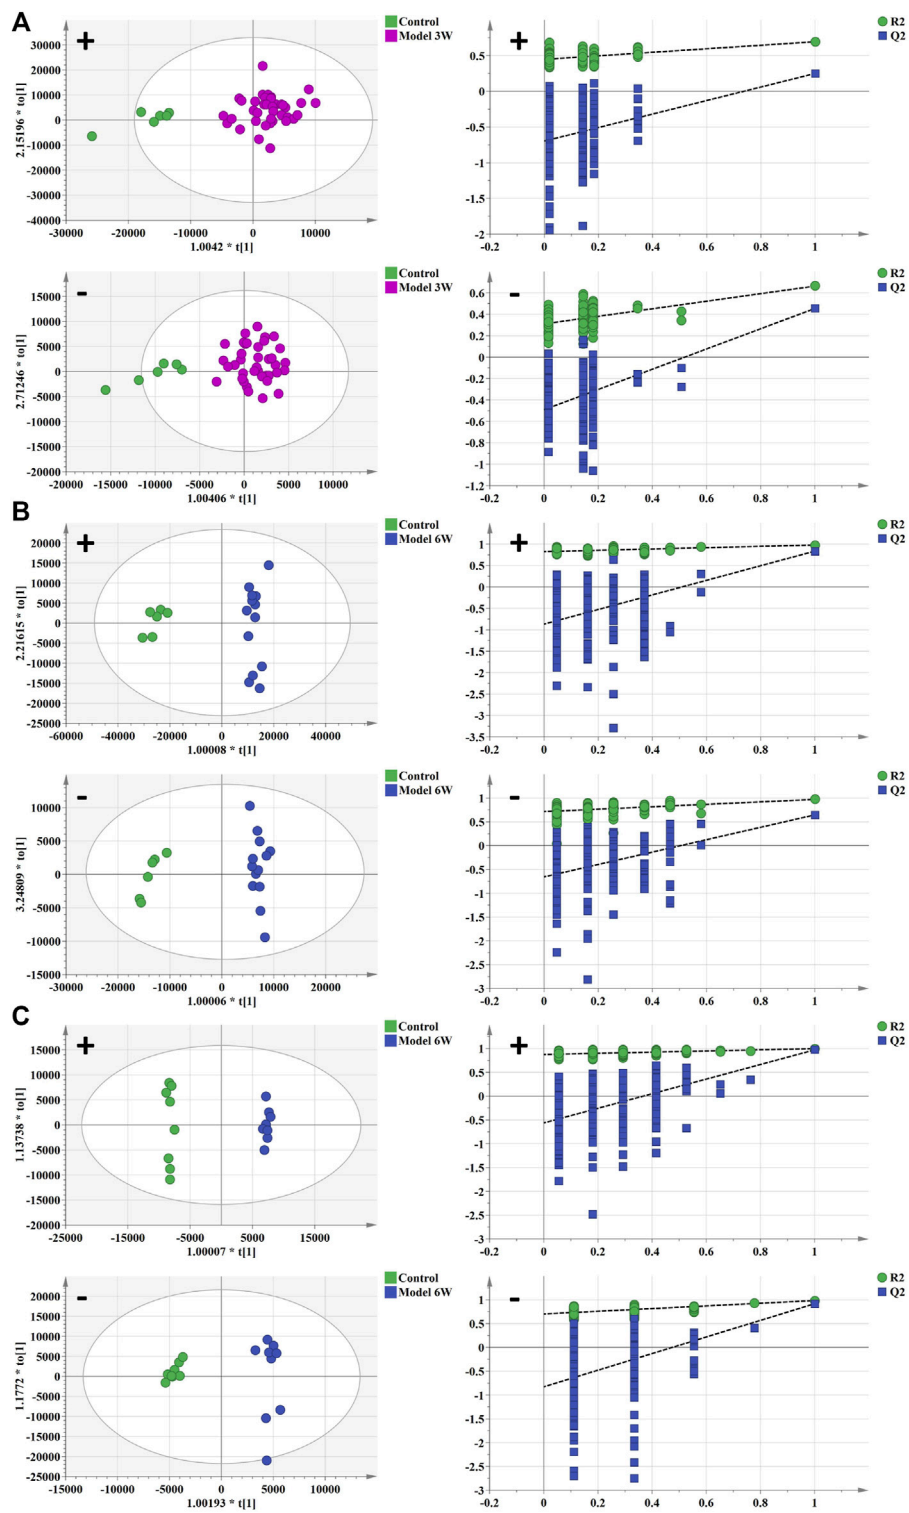 A
+
Control
Model 3W
30000
20000
10000
0
-10000
-20000
-30000
-40000
-30000 -20000 -10000 0 10000
2.15196 * to[1]
1.0042 * t[1]
+
R2
Q2
0.5
0
-0.5
-1
-1.5
-2
-0.2 0 0.2 0.4 0.6 0.8 1
-
Control
Model 3W
15000
10000
5000
0
-5000
-10000
-15000
-20000
-20000 -15000 -10000 -5000 0 5000 10000
2.71246 * to[1]
1.00406 * t[1]
-
R2
Q2
0.6
0.4
0.2
0
-0.2
-0.4
-0.6
-0.8
-1
-1.2
-0.2 0 0.2 0.4 0.6 0.8 1
B
+
Control
Model 6W
20000
15000
10000
5000
0
-5000
-10000
-15000
-20000
-25000
-60000 -40000 -20000 0 20000 40000
2.21615 * to[1]
1.00008 * t[1]
+
R2
Q2
1
0.5
0
-0.5
-1
-1.5
-2
-2.5
-3
-3.5
-0.2 0 0.2 0.4 0.6 0.8 1
-
Control
Model 6W
10000
5000
0
-5000
-10000
-15000
-30000 -20000 -10000 0 10000 20000
3.24809 * to[1]
1.00006 * t[1]
-
R2
Q2
1
0.5
0
-0.5
-1
-1.5
-2
-2.5
-3
-0.2 0 0.2 0.4 0.6 0.8 1
C
+
Control
Model 6W
15000
10000
5000
0
-5000
-10000
-15000
-20000
-25000 -15000 -5000 5000 15000
1.13738 * to[1]
1.00007 * t[1]
+
R2
Q2
1
0.5
0
-0.5
-1
-1.5
-2
-2.5
-3
-0.2 0 0.2 0.4 0.6 0.8 1
-
Control
Model 6W
20000
15000
10000
5000
0
-5000
-10000
-15000
-20000
-25000
-15000 -10000 -5000 0 5000 10000
1.1772 * to[1]
1.00193 * t[1]
-
R2
Q2
1
0.5
0
-0.5
-1
-1.5
-2
-2.5
-3
-0.2 0 0.2 0.4 0.6 0.8 1